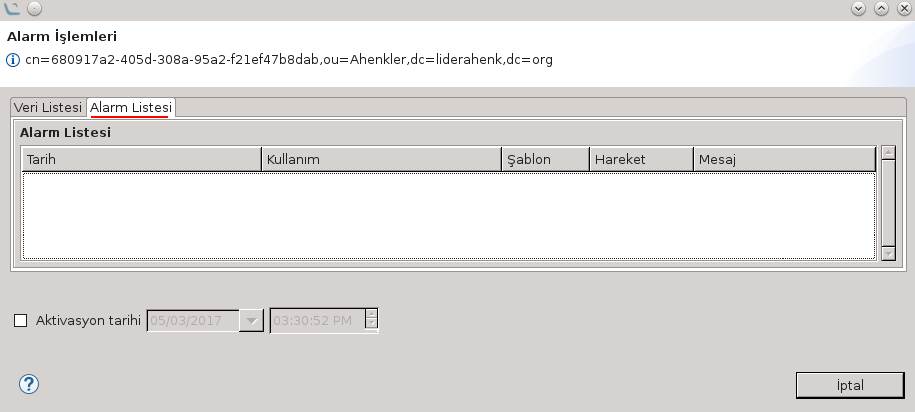 Alarm İşlemleri
cn=680917a2-405d-308a-95a2-f21ef47b8dab,ou=Ahenkler,dc=liderahenk,dc=org
Veri Listesi Alarm Listesi
Alarm Listesi
Tarih Kullanım Şablon Hareket Mesaj
Aktivasyon tarihi 05/03/2017 03:30:52 PM
İptal